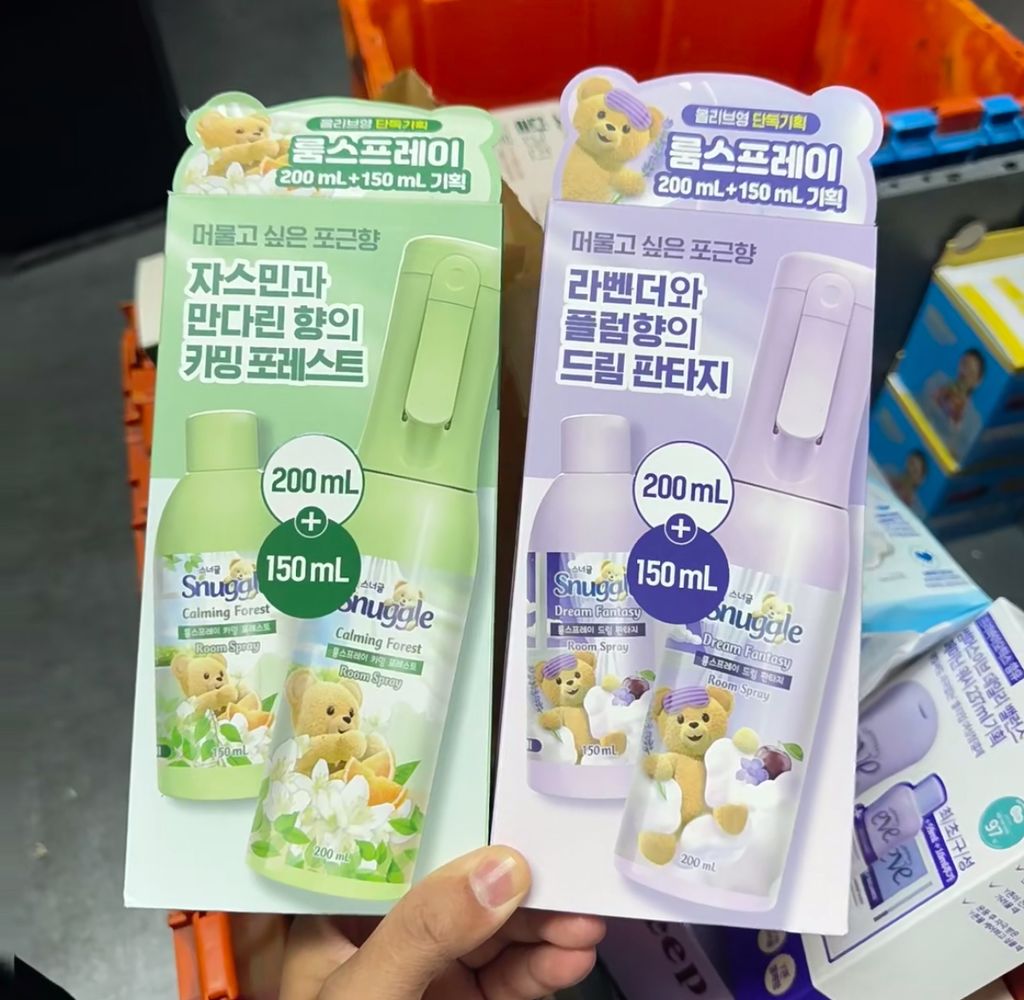 올리브영 단독기획
룸스프레이
200 mL+150 mL 기획
머물고 싶은 포근향
자스민과
만다린 향의
카밍 포레스트
200 mL
+
150 mL
스너글
Snuggle
Calming Forest
룸스프레이 카밍 포레스트
Room Spray
150 mL
스너글
Snuggle
Calming Forest
룸스프레이 카밍 포레스트
Room Spray
200 mL
올리브영 단독기획
룸스프레이
200 mL+150 mL 기획
머물고 싶은 포근향
라벤더와
플럼향의
드림 판타지
200 mL
+
150 mL
스너글
Snuggl
Dream Fantasy
룸스프레이 드림 판타지
Room Spray
150 mL
스너글
Snuggle
Dream Fantasy
룸스프레이 드림 판타지
Room Spray
200 mL
eve
eve
최초구성
97
eep